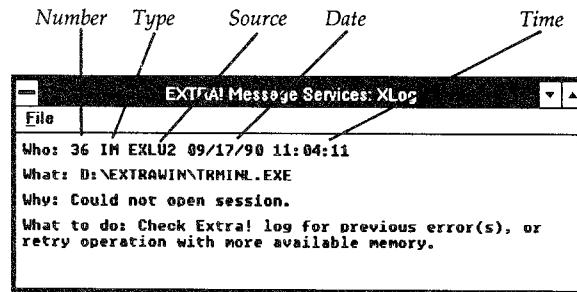 Number Type Source Date Time
EXTRA! Message Services: XLog
File
Who: 36 IM EXLU2 09/17/90 11:04:11
What: D:\EXTRAWIN\TRMINL.EXE
Why: Could not open session.
What to do: Check Extra! log for previous error(s), or
retry operation with more available memory.